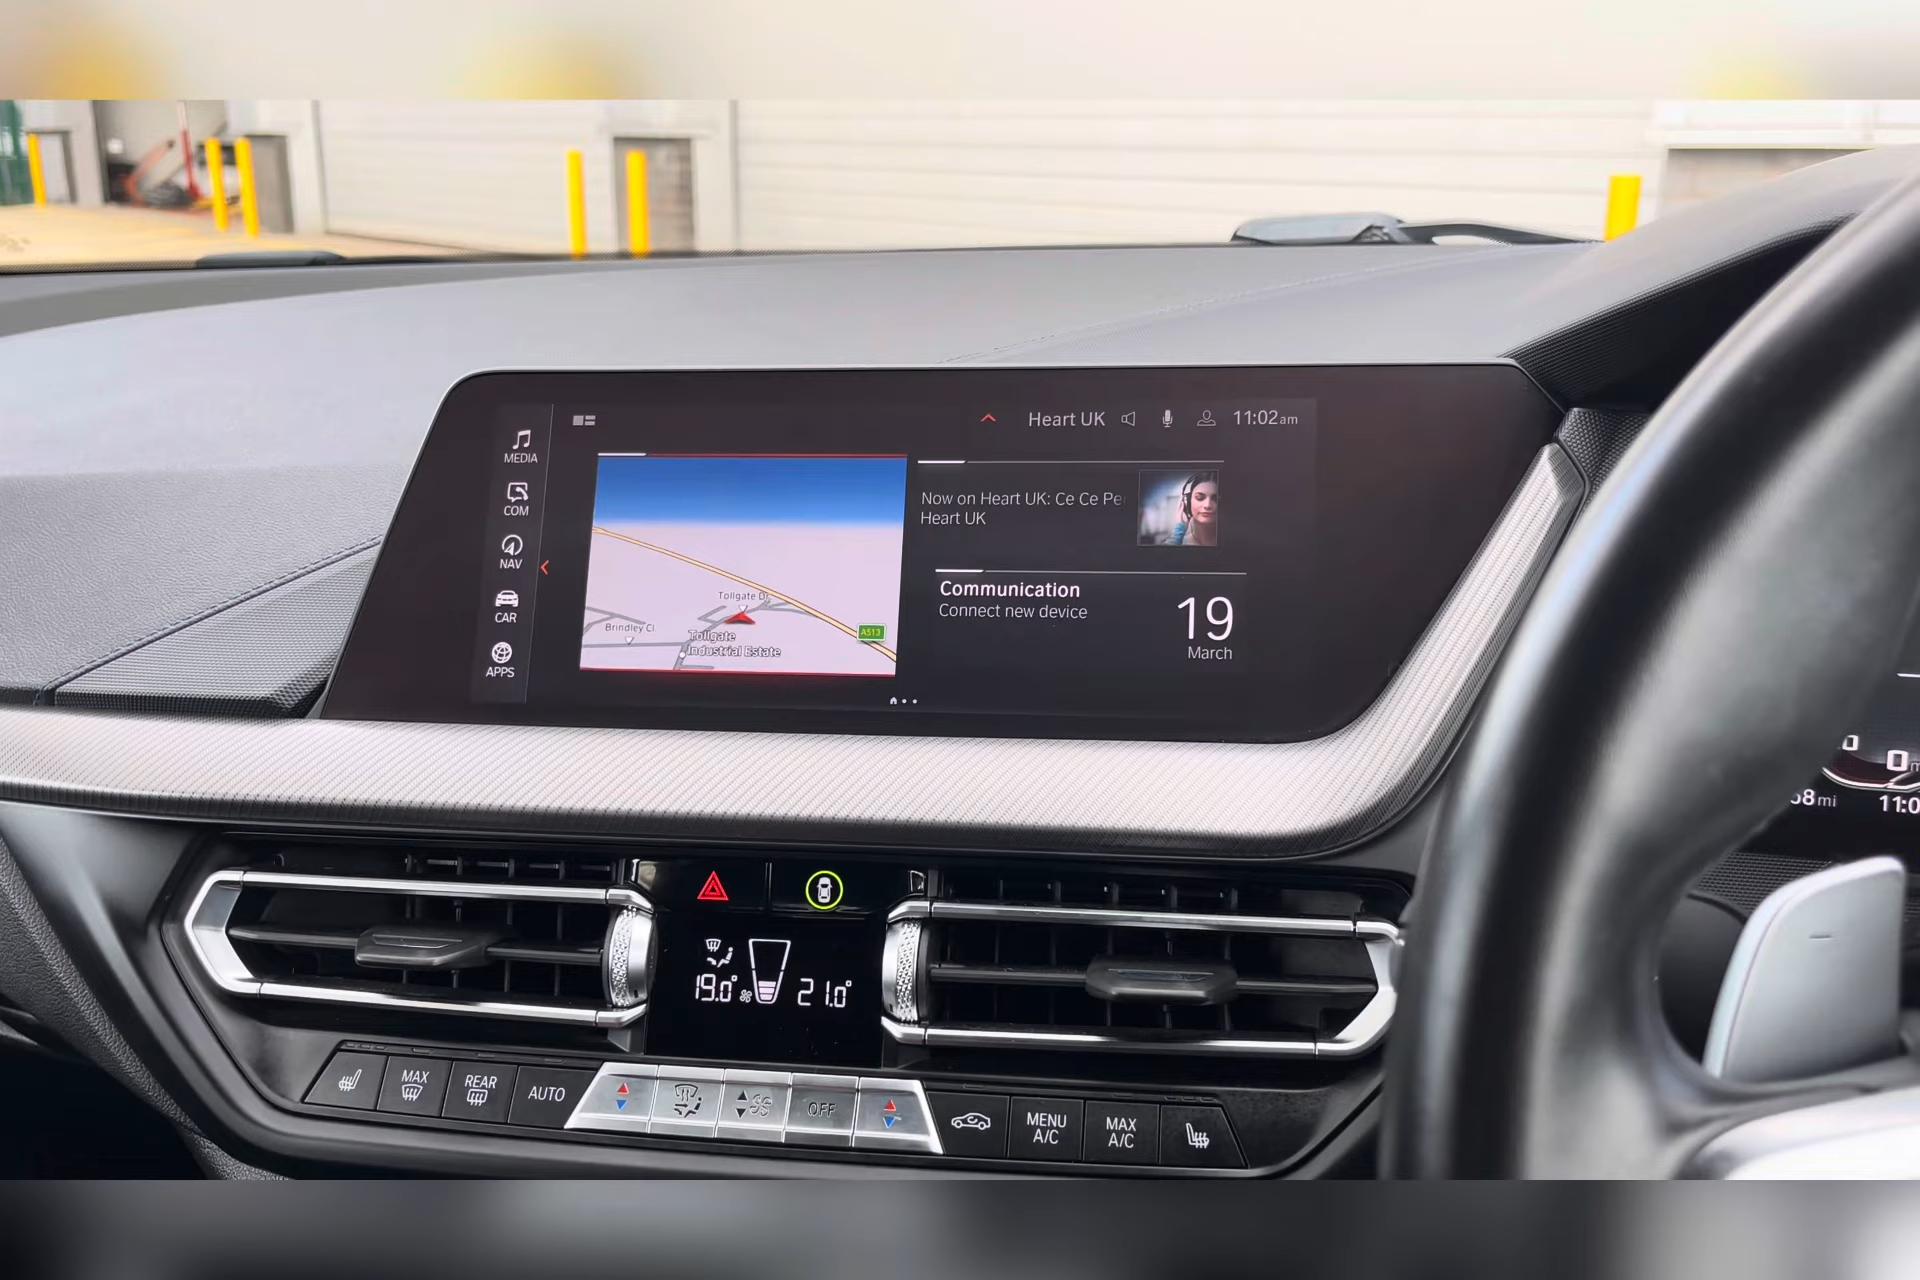 Heart UK 11:02am
MEDIA
COM
NAV
CAR
APPS
Tollgate Dr.
Brindley Cl.
Tollgate
Industrial Estate
A513
Now on Heart UK: Ce Ce Pe
Heart UK
Communication
Connect new device
19
March
0 m
68mi 11:0
19.0° 21.0°
MAX
REAR
AUTO
OFF
MENU
A/C
MAX
A/C